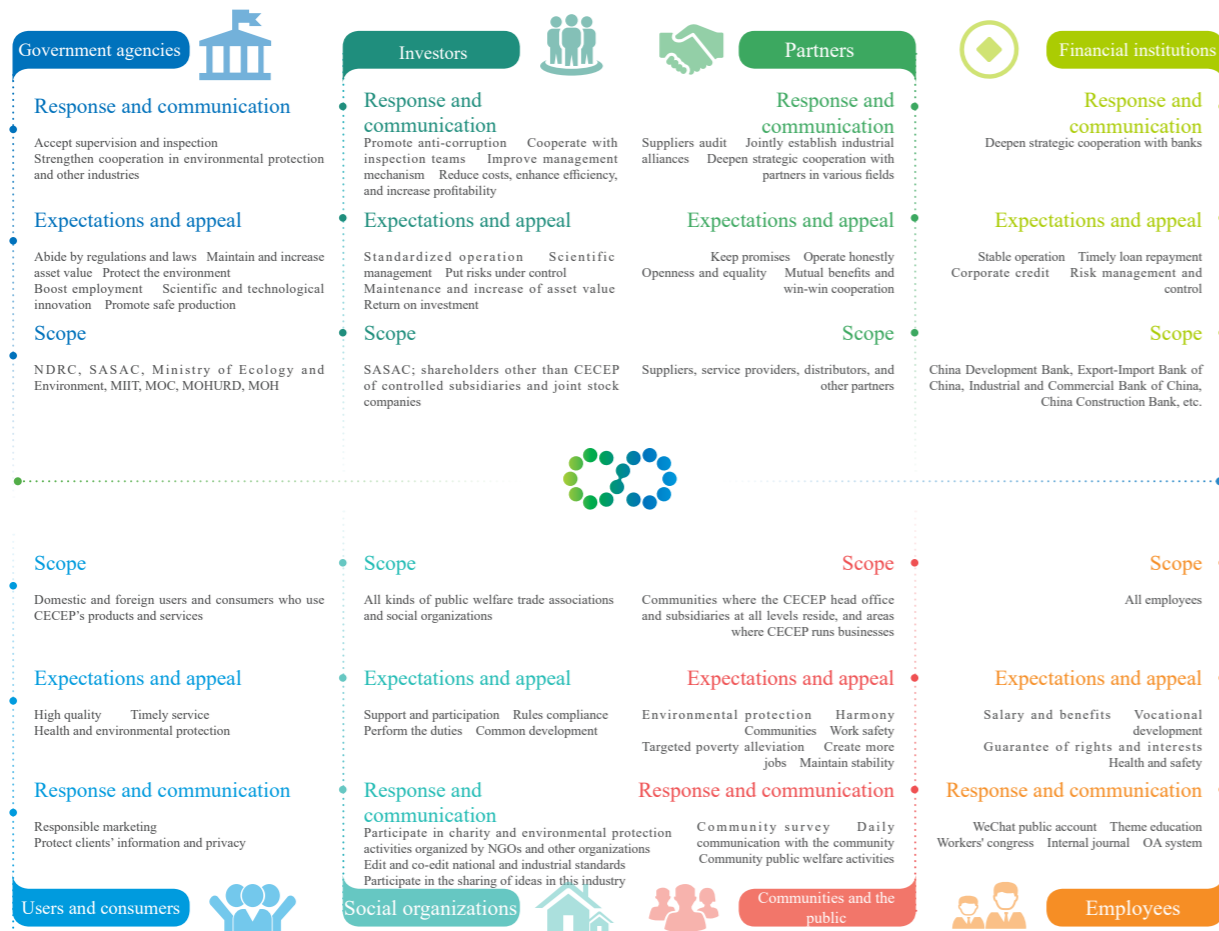 Government agencies
Response and communication
Accept supervision and inspection
Strengthen cooperation in environmental protection
and other industries
Expectations and appeal
Abide by regulations and laws Maintain and increase
asset value Protect the environment
Boost employment Scientific and technological
innovation Promote safe production
Scope
NDRC, SASAC, Ministry of Ecology and
Environment, MIIT, MOC, MOHURD, MOH
Investors
Response and
communication
Promote anti-corruption Cooperate with
inspection teams Improve management
mechanism Reduce costs, enhance efficiency,
and increase profitability
Expectations and appeal
Standardized operation Scientific
management Put risks under control
Maintenance and increase of asset value
Return on investment
Scope
SASAC; shareholders other than CECEP
of controlled subsidiaries and joint stock
companies
Partners
Response and
communication
Suppliers audit Jointly establish industrial
alliances Deepen strategic cooperation with
partners in various fields
Expectations and appeal
Keep promises Operate honestly
Openness and equality Mutual benefits and
win-win cooperation
Scope
Suppliers, service providers, distributors, and
other partners
Financial institutions
Response and
communication
Deepen strategic cooperation with banks
Expectations and appeal
Stable operation Timely loan repayment
Corporate credit Risk management and
control
Scope
China Development Bank, Export-Import Bank of
China, Industrial and Commercial Bank of China,
China Construction Bank, etc.
Scope
Domestic and foreign users and consumers who use
CECEP's products and services
Expectations and appeal
High quality Timely service
Health and environmental protection
Response and communication
Responsible marketing
Protect clients' information and privacy
Users and consumers
Scope
All kinds of public welfare trade associations
and social organizations
Expectations and appeal
Support and participation Rules compliance
Perform the duties Common development
Response and
communication
Participate in charity and environmental protection
activities organized by NGOs and other organizations
Edit and co-edit national and industrial standards
Participate in the sharing of ideas in this industry
Social organizations
Scope
Communities where the CECEP head office
and subsidiaries at all levels reside, and areas
where CECEP runs businesses
Expectations and appeal
Environmental protection Harmony
Communities Work safety
Targeted poverty alleviation Create more
jobs Maintain stability
Response and communication
Community survey Daily
communication with the community
Community public welfare activities
Communities and the
public
Scope
All employees
Expectations and appeal
Salary and benefits Vocational
development
Guarantee of rights and interests
Health and safety
Response and communication
WeChat public account Theme education
Workers' congress Internal journal OA system
Employees